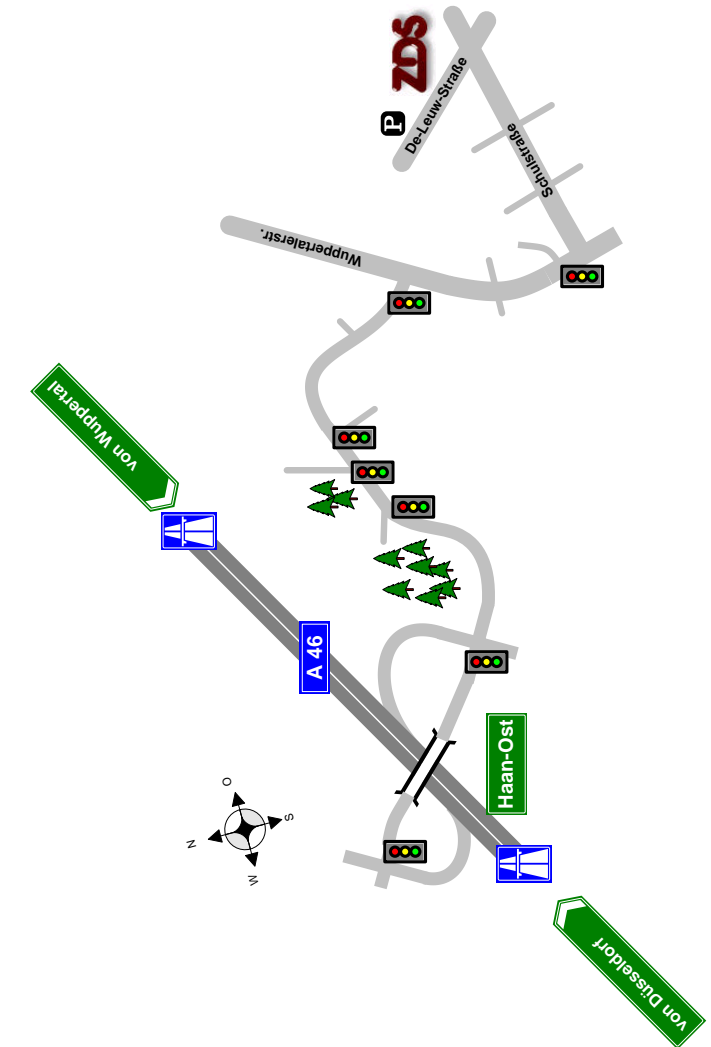 ZDS
P
De-Leuw-Straße
Schulstraße
Wuppertalerstr.
von Wuppertal
A 46
Haan-Ost
O
S
N
W
von Düsseldorf